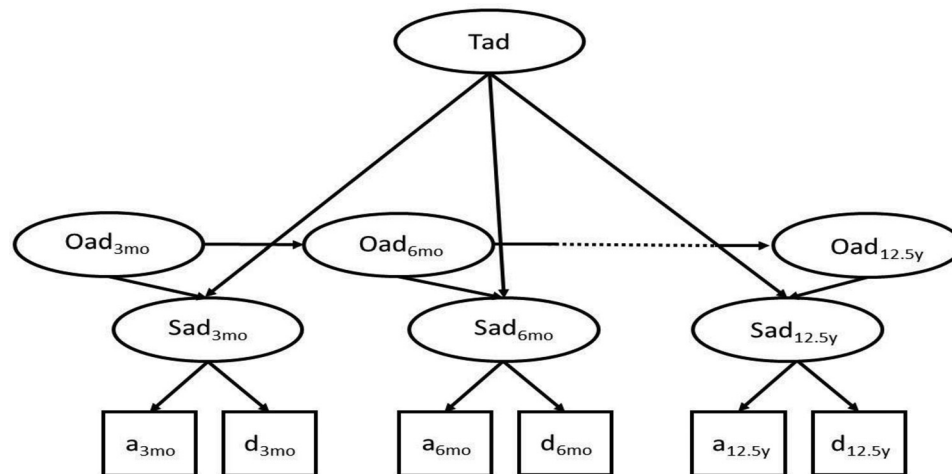 Tad
Oad3mo
Oad6mo
Oad12.5y
Sad3mo
Sad6mo
Sad12.5y
a3mo
d3mo
a6mo
d6mo
a12.5y
d12.5y